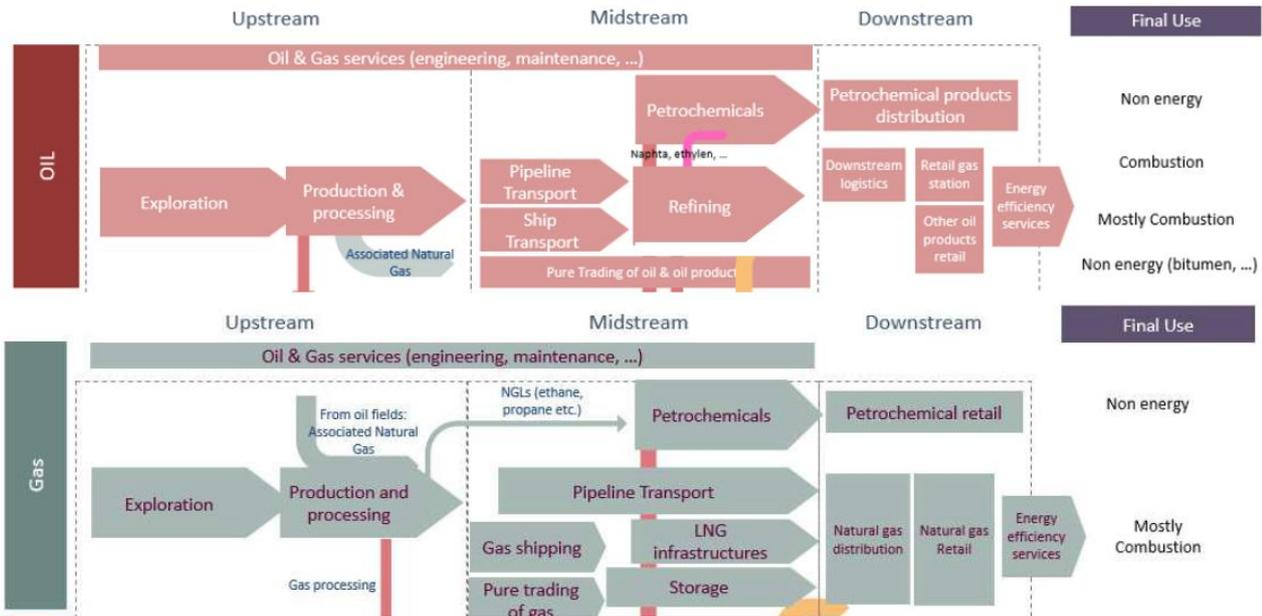 Upstream
Midstream
Downstream
Final Use
OIL
Oil & Gas services (engineering, maintenance, ...)
Petrochemicals
Petrochemical products
distribution
Non energy
Naphta, ethylen, ...
Exploration
Production &
processing
Associated Natural
Gas
Pipeline
Transport
Ship
Transport
Refining
Pure Trading of oil & oil product
Downstream
logistics
Retail gas
station
Other oil
products
retail
Energy
efficiency
services
Combustion
Mostly Combustion
Non energy (bitumen, ...)
Upstream
Midstream
Downstream
Final Use
Gas
Oil & Gas services (engineering, maintenance, ...)
From oil fields:
Associated Natural
Gas
NGLs (ethane,
propane etc.)
Petrochemicals
Petrochemical retail
Non energy
Exploration
Production and
processing
Gas processing
Pipeline Transport
Gas shipping
LNG
infrastructures
Pure trading
of gas
Storage
Natural gas
distribution
Natural gas
Retail
Energy
efficiency
services
Mostly
Combustion